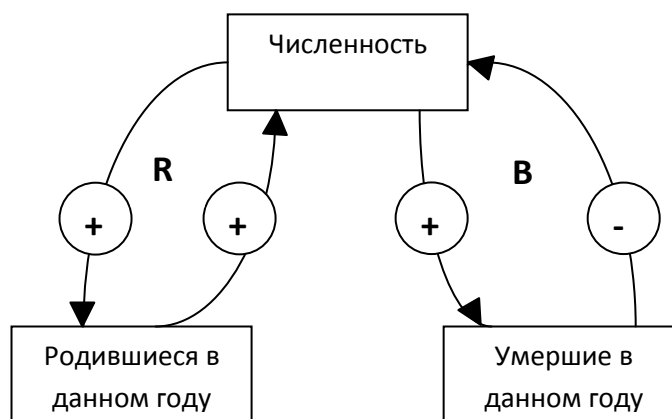 Численность
R
B
+
+
+
-
Родившиеся в
данном году
Умершие в
данном году